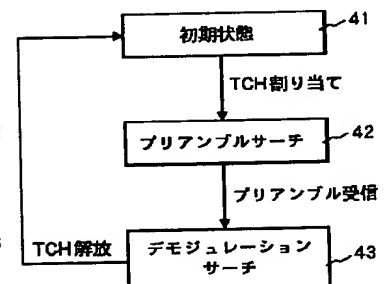 初期状態
41
TCH割り当て
プリアンブルサーチ
42
プリアンブル受信
TCH解放
デモジュレーション
サーチ
43